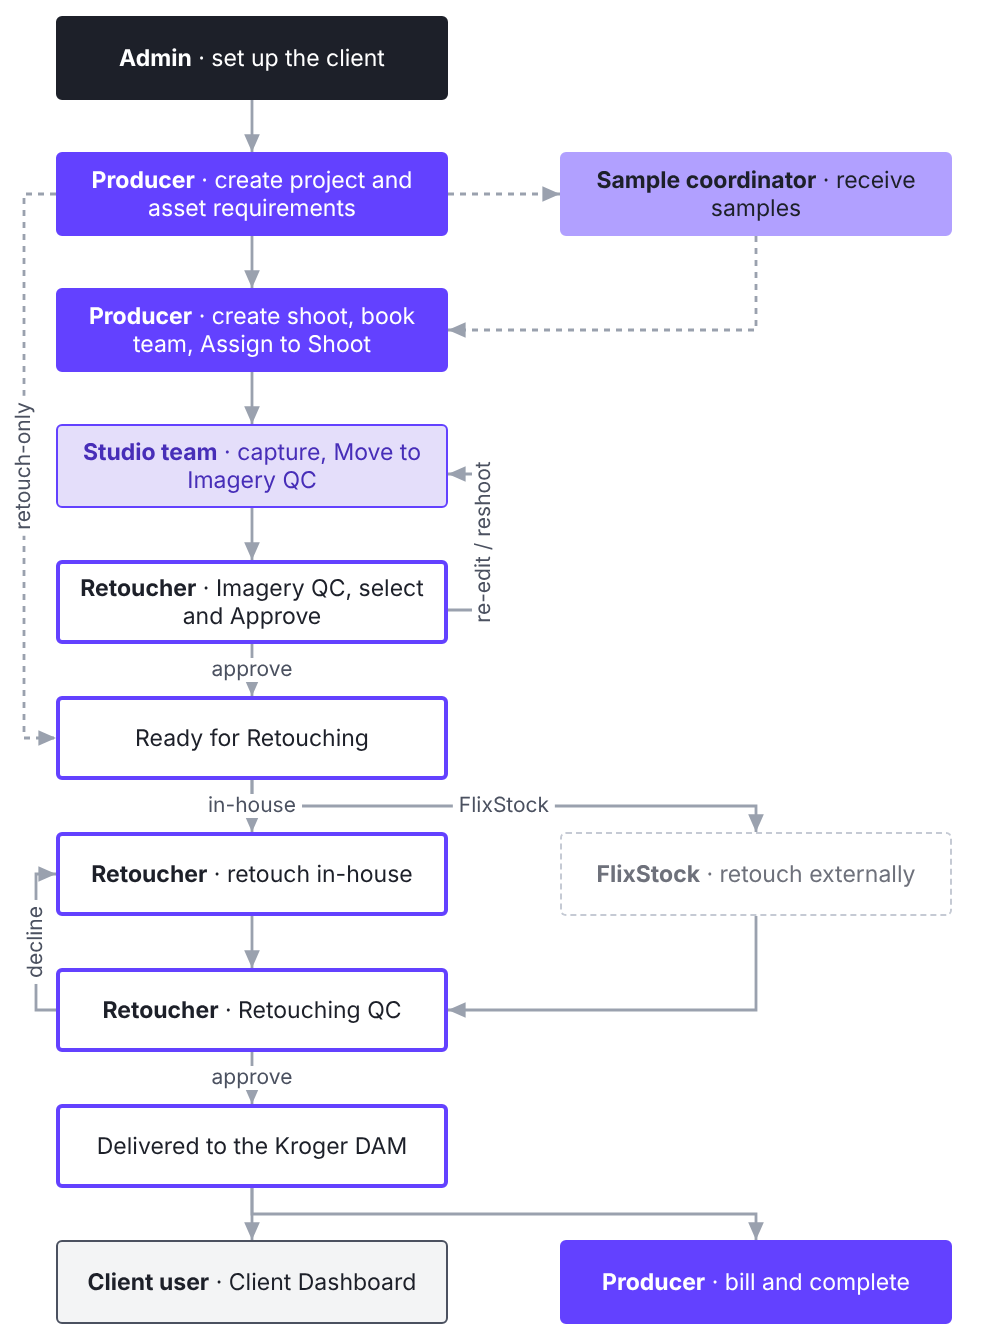 Admin · set up the client
Producer · create project and
asset requirements
Sample coordinator · receive
samples
Producer · create shoot, book
team, Assign to Shoot
retouch-only
Studio team · capture, Move to
Imagery QC
re-edit / reshoot
Retoucher · Imagery QC, select
and Approve
approve
Ready for Retouching
in-house
FlixStock
Retoucher · retouch in-house
FlixStock · retouch externally
decline
Retoucher · Retouching QC
approve
Delivered to the Kroger DAM
Client user · Client Dashboard
Producer · bill and complete